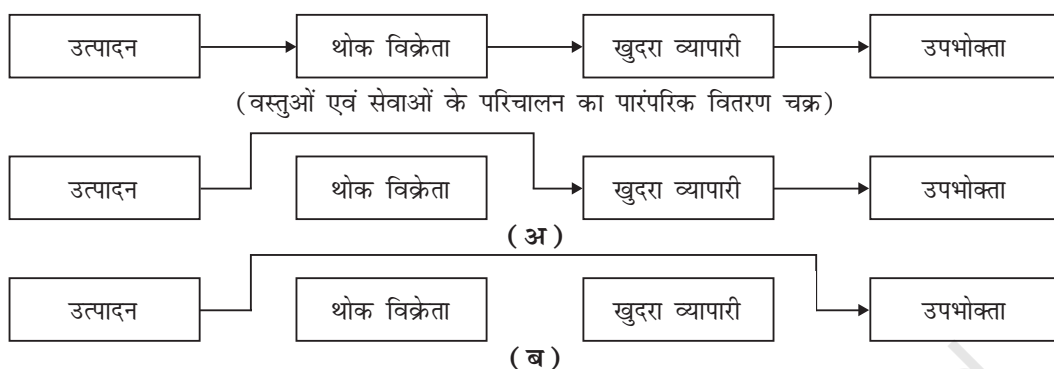 उत्पादन थोक विक्रेता खुदरा व्यापारी उपभोक्ता
(वस्तुओं एवं सेवाओं के परिचालन का पारंपरिक वितरण चक्र)
उत्पादन थोक विक्रेता खुदरा व्यापारी उपभोक्ता
(अ)
उत्पादन थोक विक्रेता खुदरा व्यापारी उपभोक्ता
(ब)